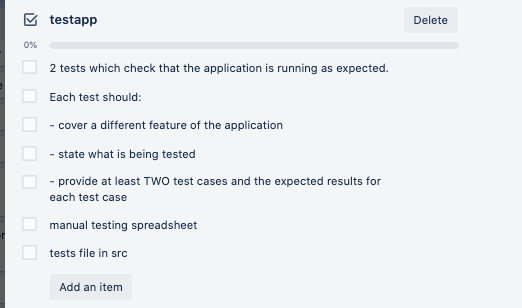 testapp
Delete
0%
2 tests which check that the application is running as expected.
Each test should:
- cover a different feature of the application
- state what is being tested
- provide at least TWO test cases and the expected results for
each test case
manual testing spreadsheet
tests file in src
Add an item